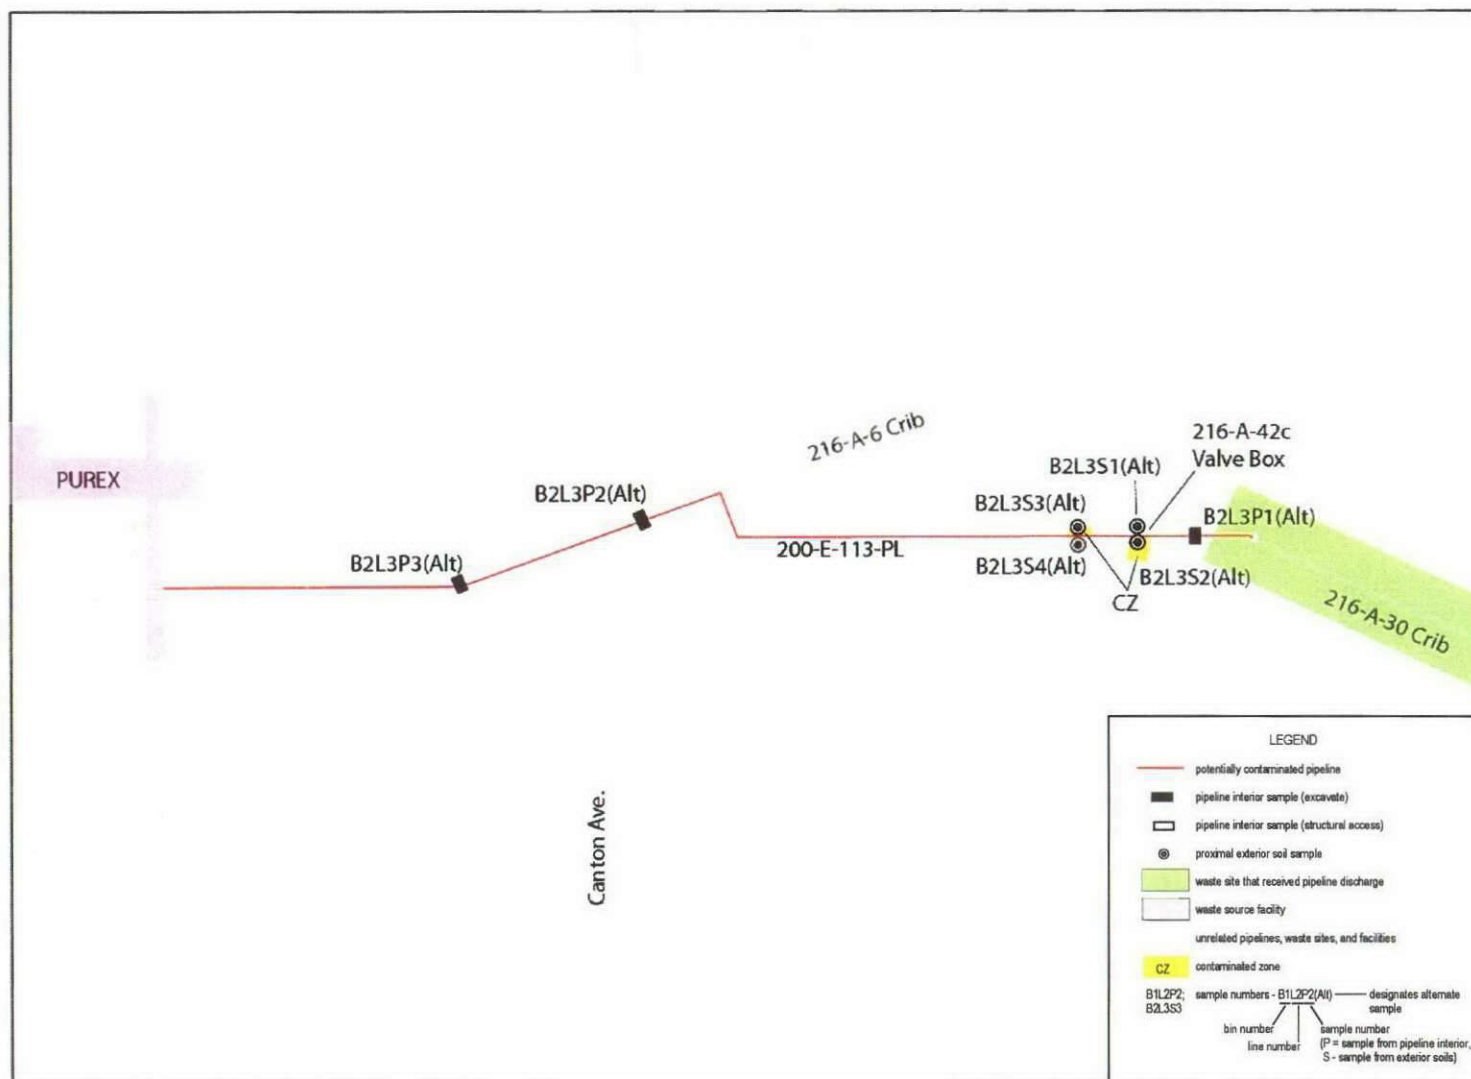 216-A-6 Crib
216-A-42c
Valve Box
B2L3S1(Alt)
PUREX
B2L3P2(Alt)
B2L3S3(Alt)
B2L3P1(Alt)
200-E-113-PL
B2L3P3(Alt)
B2L3S4(Alt)
B2L3S2(Alt)
CZ
216-A-30 Crib
Canton Ave.
LEGEND
potentially contaminated pipeline
pipeline interior sample (excavate)
pipeline interior sample (structural access)
proximal exterior soil sample
waste site that received pipeline discharge
waste source facility
unrelated pipelines, waste sites, and facilities
CZ contaminated zone
B1L2P2; sample numbers - B1L2P2(Alt) designates alternate
B2L3S3 sample
bin number sample number
line number (P = sample from pipeline interior,
S - sample from exterior soils)